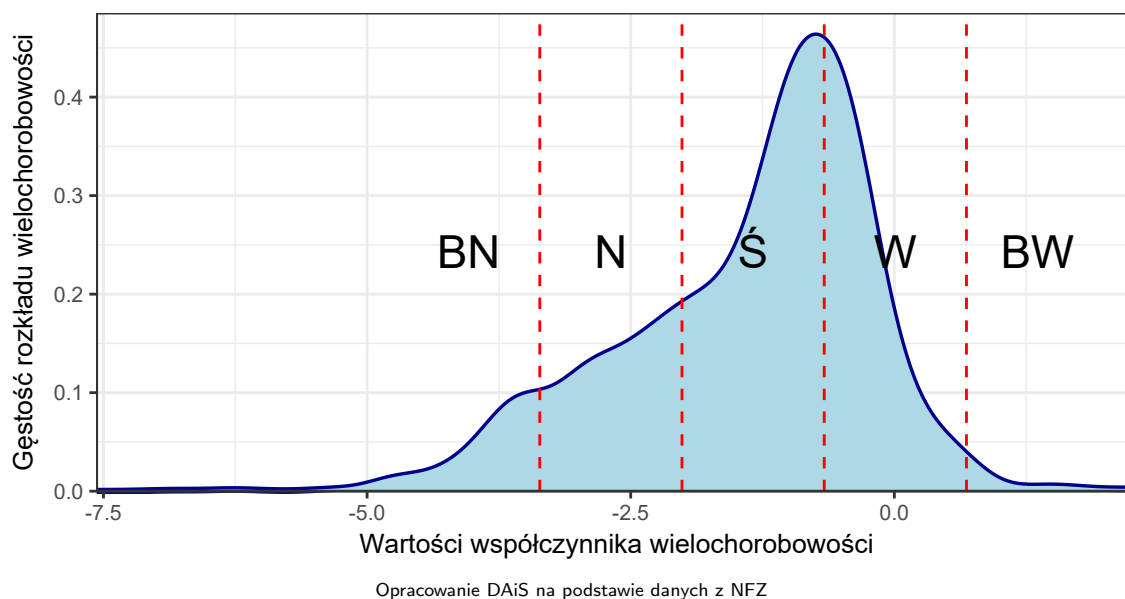 Gęstość rozkładu wielochorobowości
0.4
0.3
0.2
0.1
0.0
BN N Ś W BW
-7.5 -5.0 -2.5 0.0
Wartości współczynnika wielochorobowości
Opracowanie DAiS na podstawie danych z NFZ